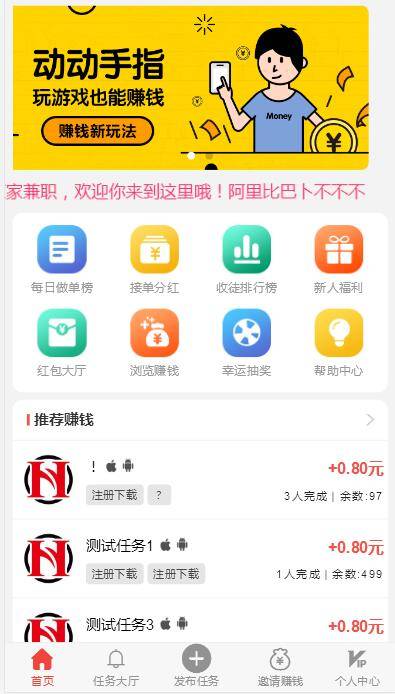 动动手指
玩游戏也能赚钱
赚钱新玩法
Money
家兼职，欢迎你来到这里哦！阿里比巴卜不不不
每日做单榜 接单分红 收徒排行榜 新人福利
红包大厅 浏览赚钱 幸运抽奖 帮助中心
推荐赚钱
！ +0.80元
注册下载 ? 3人完成 | 余数:97
测试任务1 +0.80元
注册下载 注册下载 1人完成 | 余数:499
测试任务3 +0.80元
首页 任务大厅 发布任务 邀请赚钱 个人中心